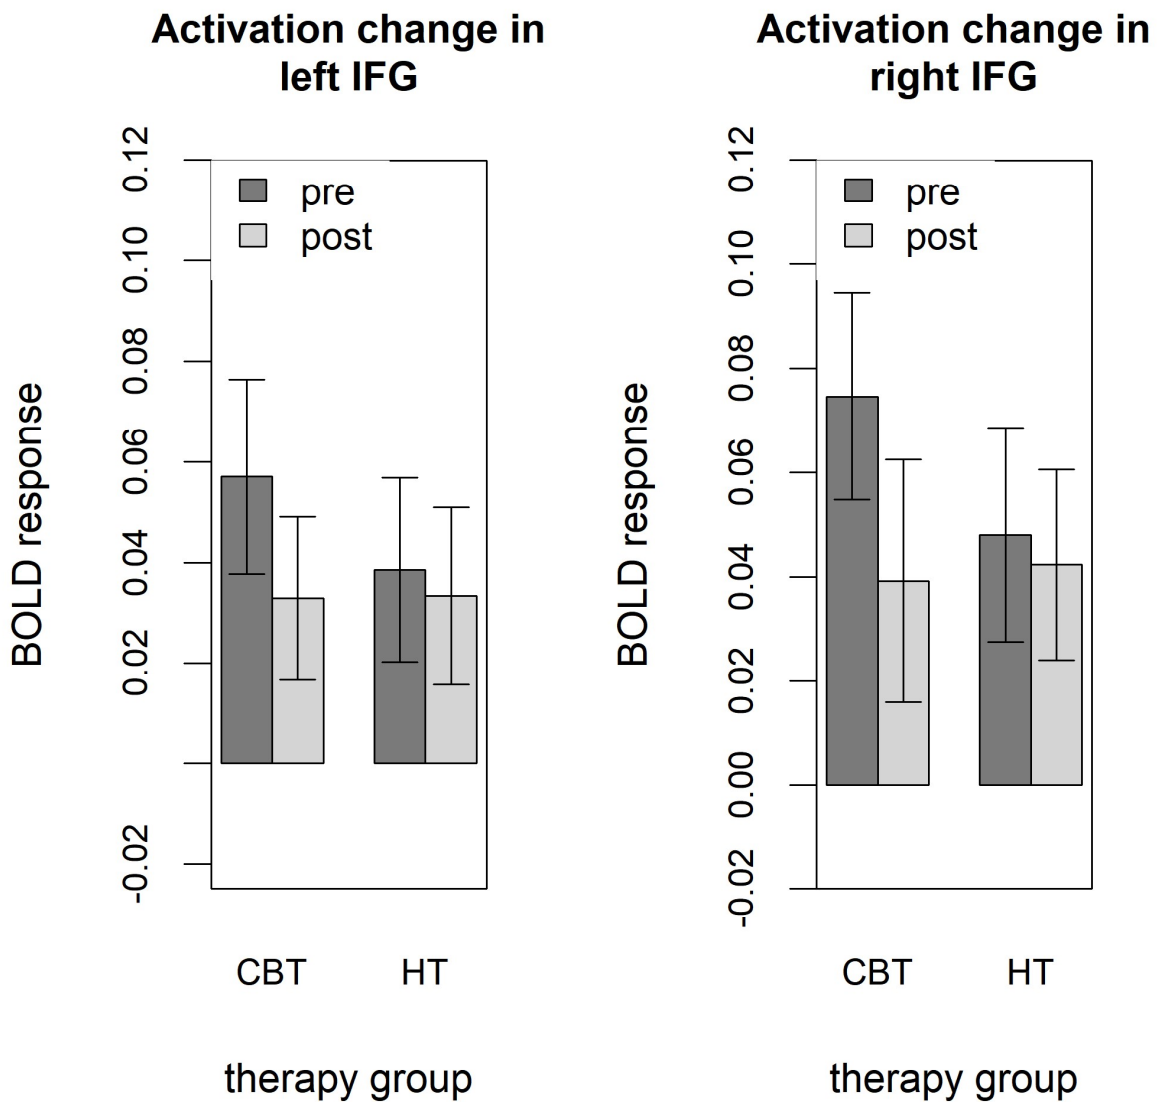 Activation change in
left IFG
BOLD response
0.12
0.10
0.08
0.06
0.04
0.02
-0.02
pre
post
CBT HT
therapy group
Activation change in
right IFG
BOLD response
0.12
0.10
0.08
0.06
0.04
0.02
0.00
-0.02
pre
post
CBT HT
therapy group